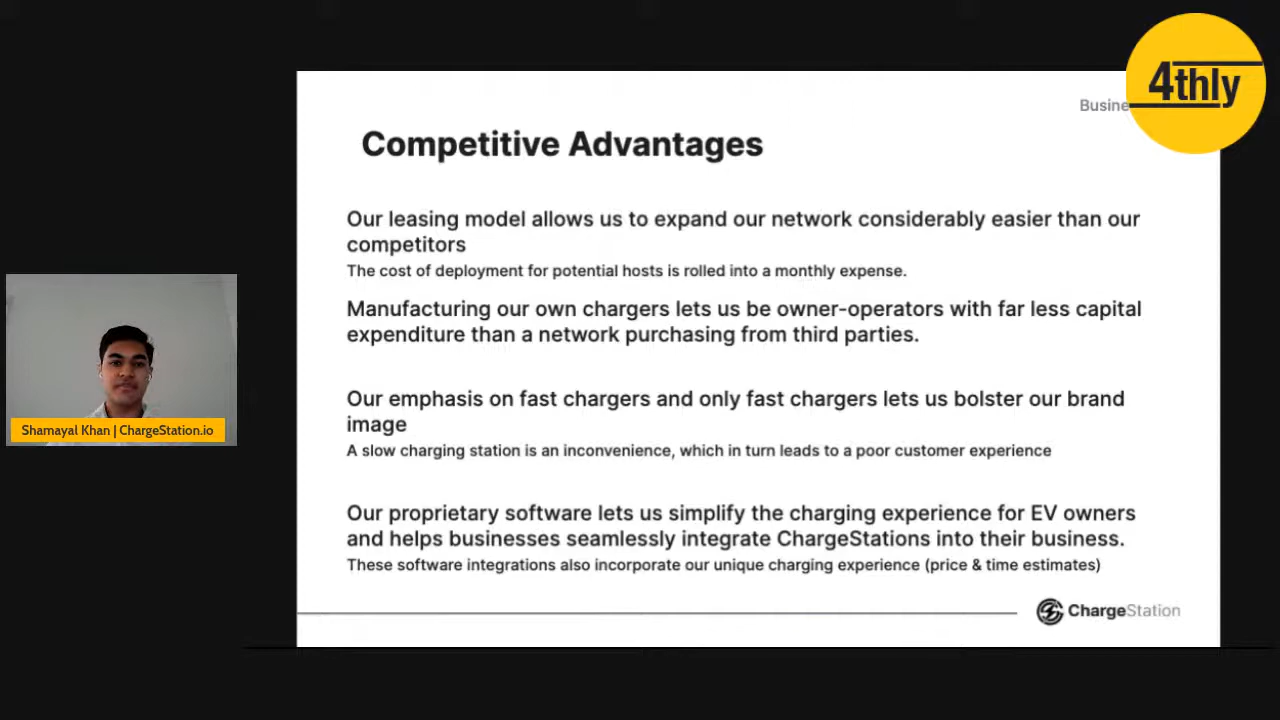 Busine
4thly
Competitive Advantages
Our leasing model allows us to expand our network considerably easier than our
competitors
The cost of deployment for potential hosts is rolled into a monthly expense.
Manufacturing our own chargers lets us be owner-operators with far less capital
expenditure than a network purchasing from third parties.
Our emphasis on fast chargers and only fast chargers lets us bolster our brand
image
A slow charging station is an inconvenience, which in turn leads to a poor customer experience
Our proprietary software lets us simplify the charging experience for EV owners
and helps businesses seamlessly integrate ChargeStations into their business.
These software integrations also incorporate our unique charging experience (price & time estimates)
ChargeStation
Shamayal Khan | ChargeStation.io